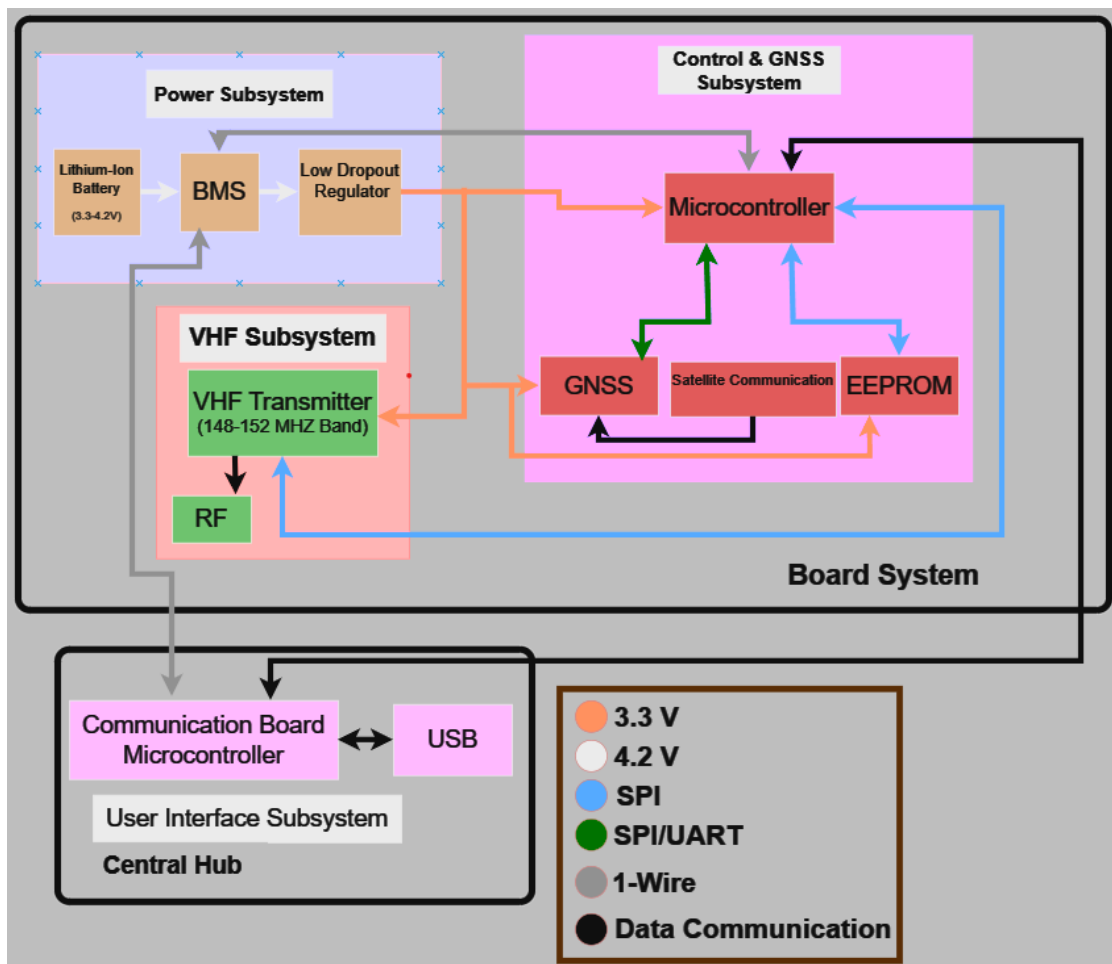 Power Subsystem
Lithium-Ion
Battery
(3.3-4.2V)
BMS
Low Dropout
Regulator
Control & GNSS
Subsystem
Microcontroller
GNSS
Satellite Communication
EEPROM
VHF Subsystem
VHF Transmitter
(148-152 MHZ Band)
RF
Board System
Communication Board
Microcontroller
USB
User Interface Subsystem
Central Hub
3.3 V
4.2 V
SPI
SPI/UART
1-Wire
Data Communication